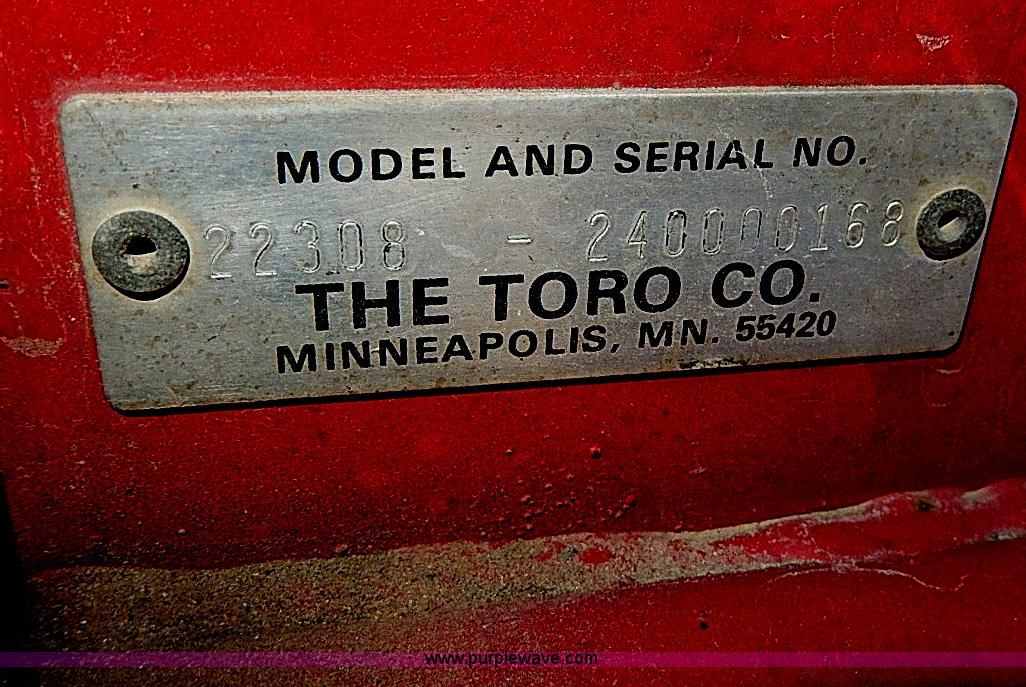 MODEL AND SERIAL NO.
22308 - 240000168
THE TORO CO.
MINNEAPOLIS, MN. 55420
www.purplewave.com